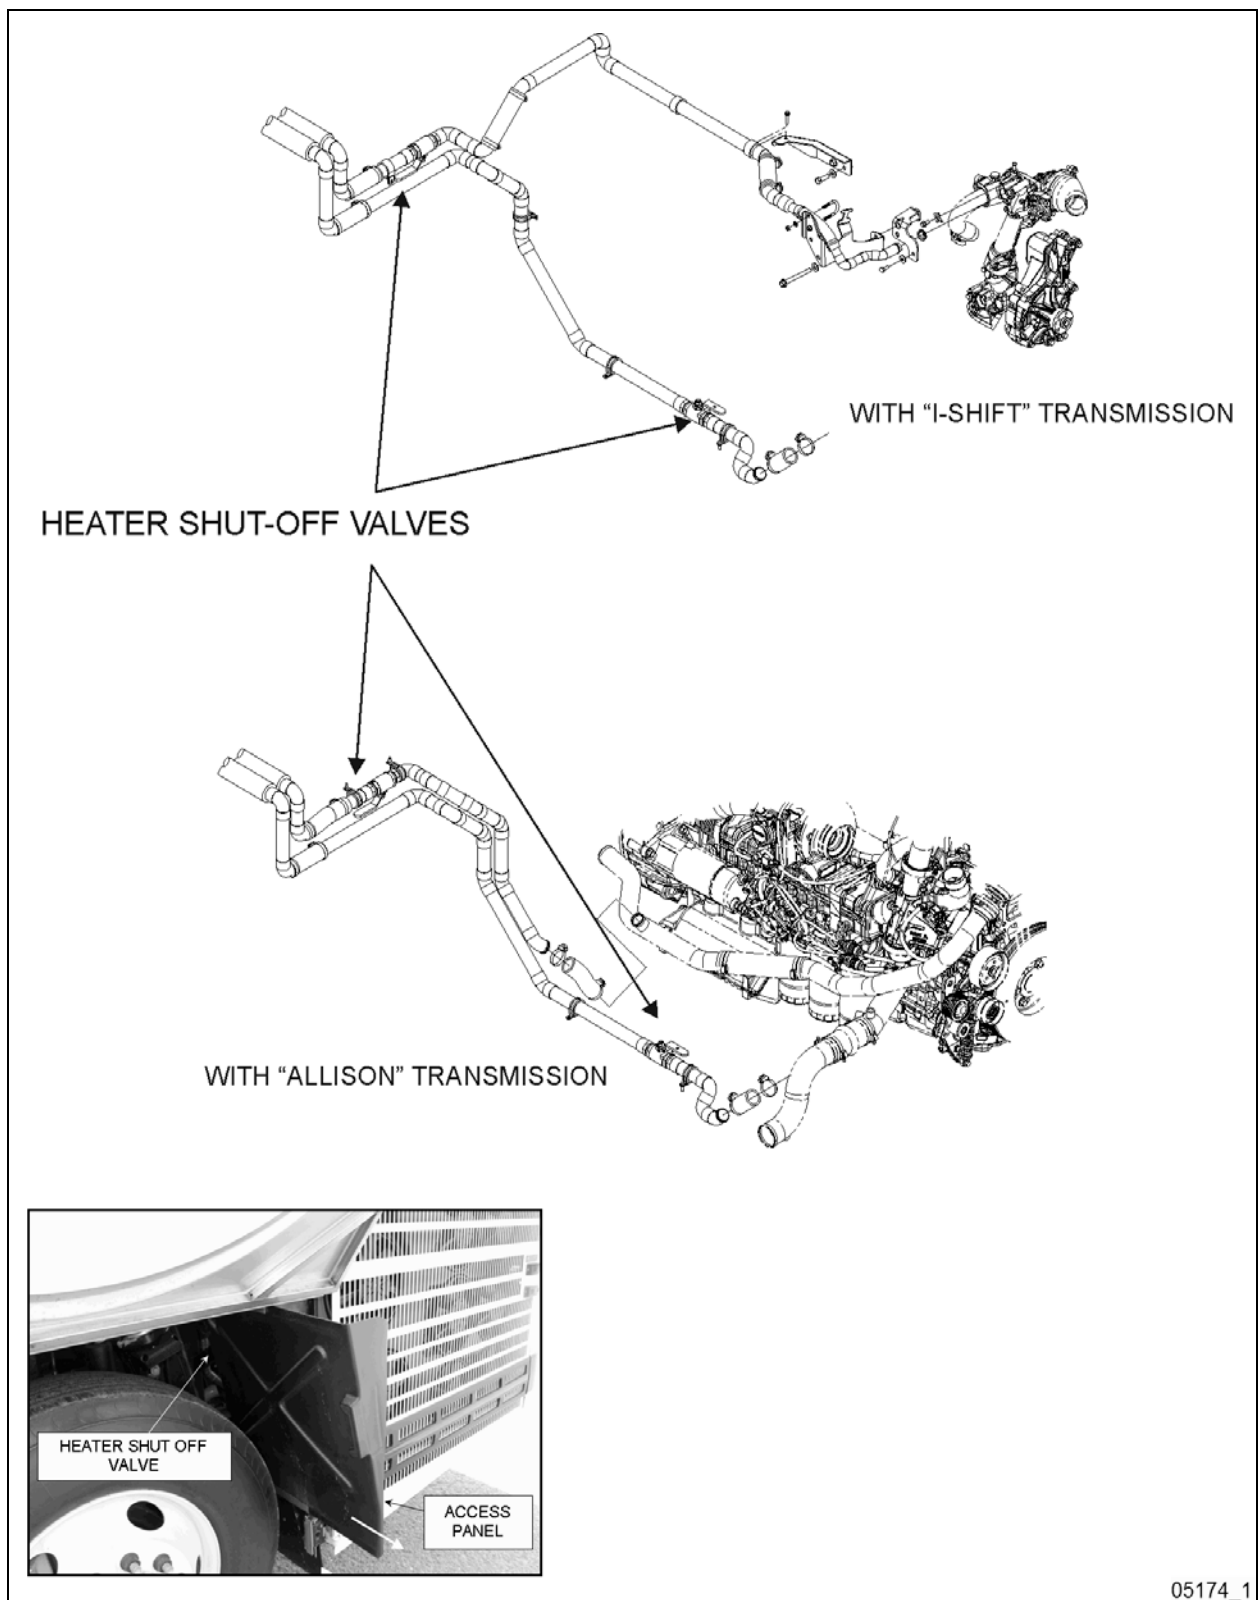 WITH “I-SHIFT” TRANSMISSION
HEATER SHUT-OFF VALVES
WITH “ALLISON” TRANSMISSION
HEATER SHUT OFF
VALVE
ACCESS
PANEL
05174_1